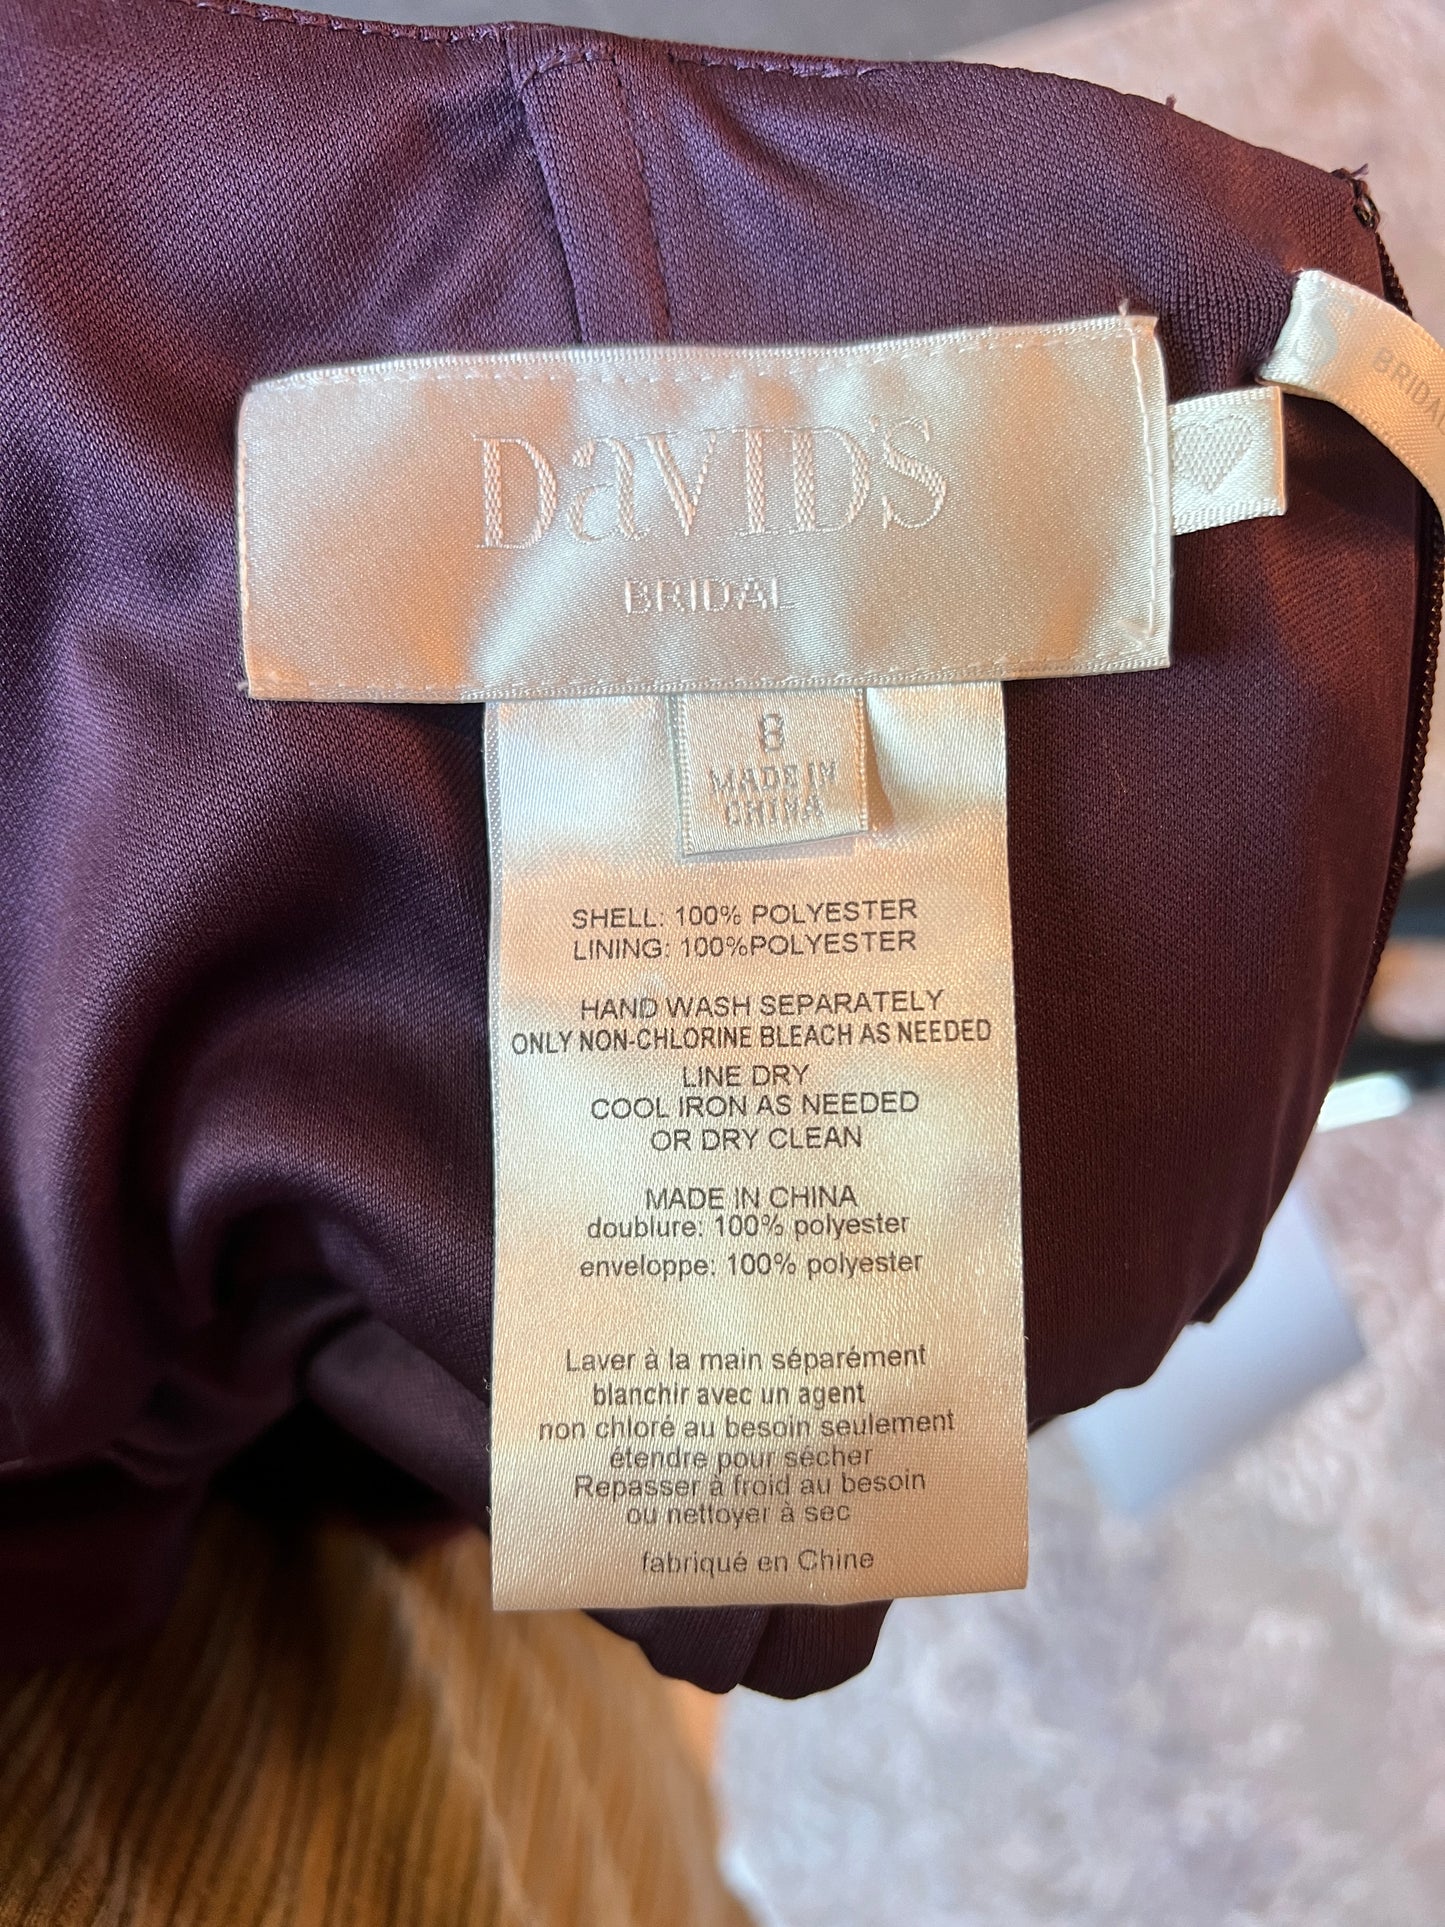 DaVID'S
BRIDAL
S
BRIDAL
8
MADE IN
CHINA
SHELL: 100% POLYESTER
LINING: 100%POLYESTER
HAND WASH SEPARATELY
ONLY NON-CHLORINE BLEACH AS NEEDED
LINE DRY
COOL IRON AS NEEDED
OR DRY CLEAN
MADE IN CHINA
doublure: 100% polyester
enveloppe: 100% polyester
Laver à la main séparément
blanchir avec un agent
non chloré au besoin seulement
étendre pour sécher
Repasser à froid au besoin
ou nettoyer à sec
fabriqué en Chine